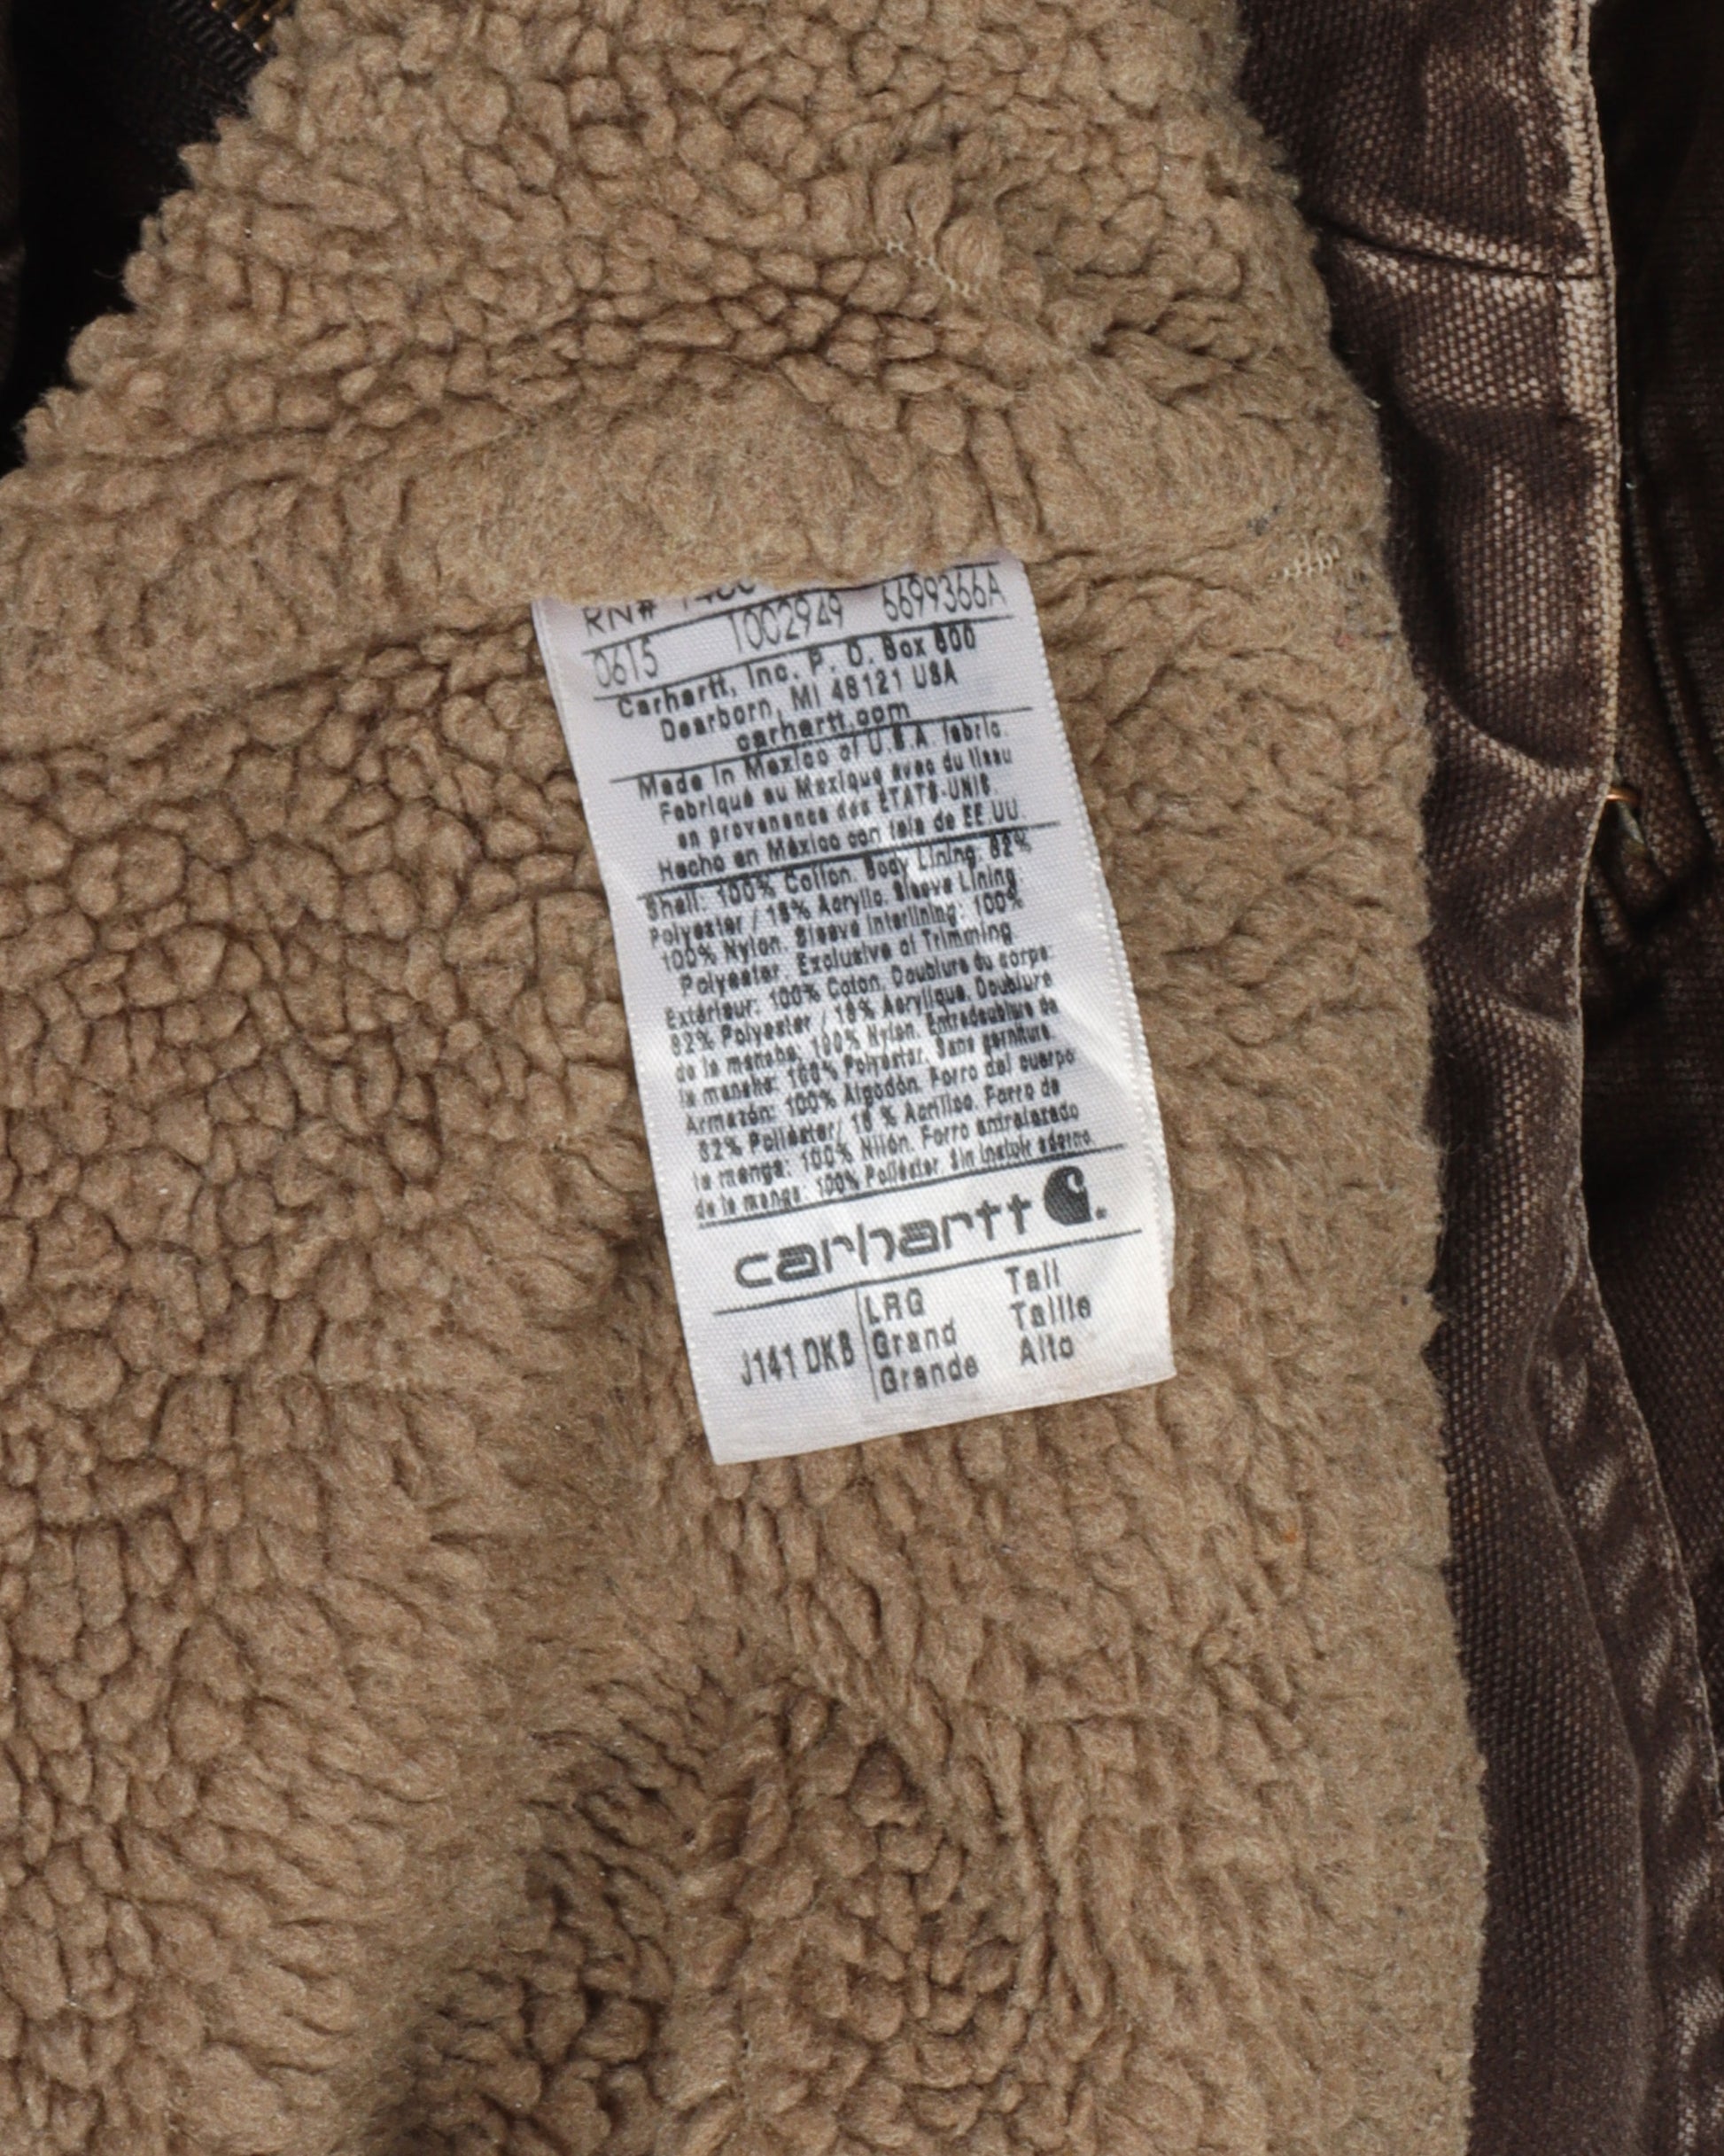 RN#
0615 1002949 6699366A
Carhartt, Inc. P. O. Box 600
Dearborn, MI 48121 USA
carhartt.com
Made in Mexico of U.S.A. fabric.
Fabriqué au Mexique avec du tissu
en provenance des ÉTATS-UNIS.
Hecho en México con tela de EE.UU.
Shell: 100% Cotton. Body Lining: 82%
Polyester / 18% Acrylic. Sleeve Lining:
100% Nylon. Sleeve Interlining: 100%
Polyester. Exclusive of Trimming
Extérieur: 100% Coton. Doublure du corps:
82% Polyester / 18% Acrylique. Doublure
de la manche: 100% Nylon. Entredoublure de
la manche: 100% Polyester. Sans garniture.
Armazón: 100% Algodón. Forro del cuerpo
82% Poliéster/ 18 % Acrílico. Forro de
la manga: 100% Nilón. Forro entrelazado
de la manga: 100% Poliéster. Sin incluir adorno.
carhartt
LRG Tall
J141 DKB Grand Taille
Grande Alto